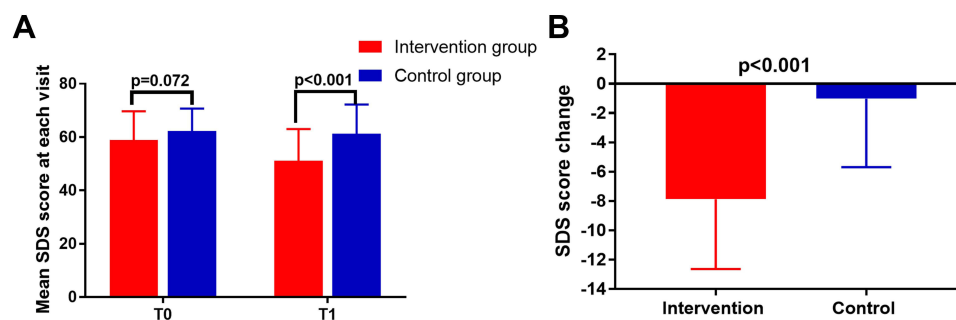 A
Intervention group
Control group
p=0.072
p<0.001
Mean SDS score at each visit
80
60
40
20
0
T0
T1
B
p<0.001
SDS score change
2
0
-2
-4
-6
-8
-10
-12
-14
Intervention
Control